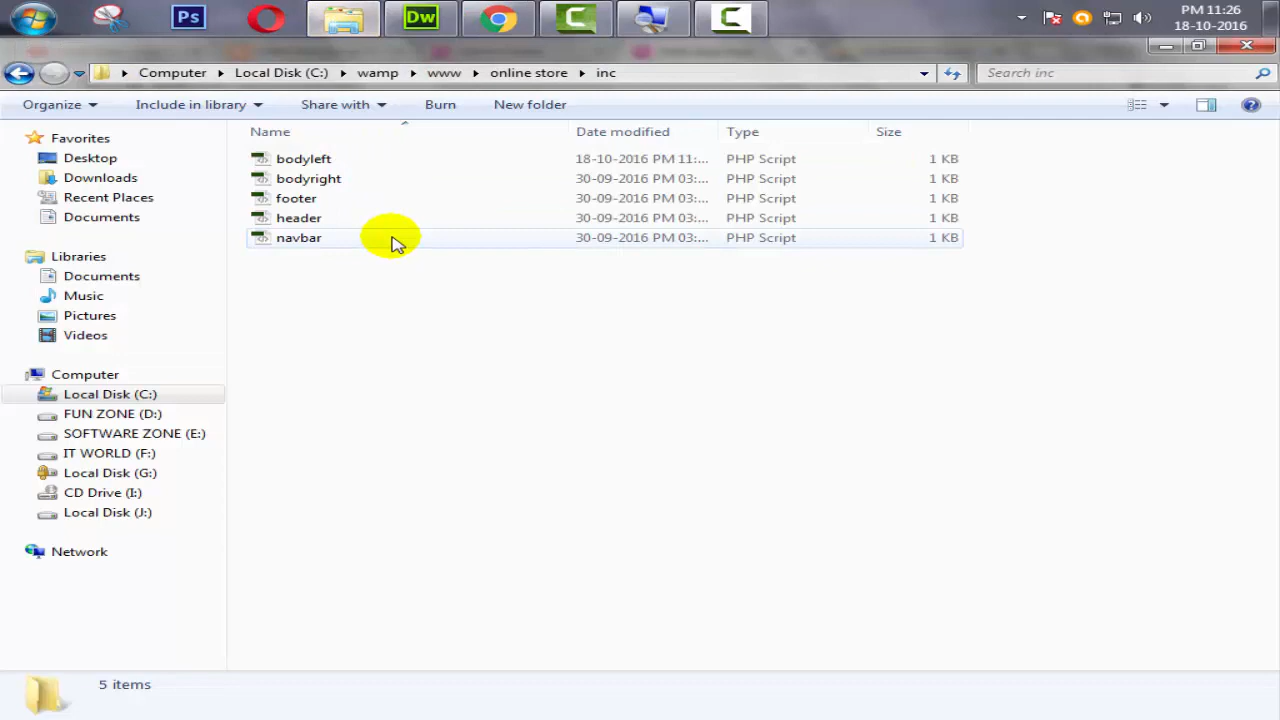 Ps
Dw
PM 11:26
18-10-2016
Computer
Local Disk (C:)
wamp
www
online store
inc
Search inc
Organize
Include in library
Share with
Burn
New folder
Name
Date modified
Type
Size
Favorites
Desktop
Downloads
Recent Places
Documents
Libraries
Documents
Music
Pictures
Videos
Computer
Local Disk (C:)
FUN ZONE (D:)
SOFTWARE ZONE (E:)
IT WORLD (F:)
Local Disk (G:)
CD Drive (I:)
Local Disk (J:)
Network
bodyleft 18-10-2016 PM 11:... PHP Script 1 KB
bodyright 30-09-2016 PM 03:... PHP Script 1 KB
footer 30-09-2016 PM 03:... PHP Script 1 KB
header 30-09-2016 PM 03:... PHP Script 1 KB
navbar 30-09-2016 PM 03:... PHP Script 1 KB
5 items